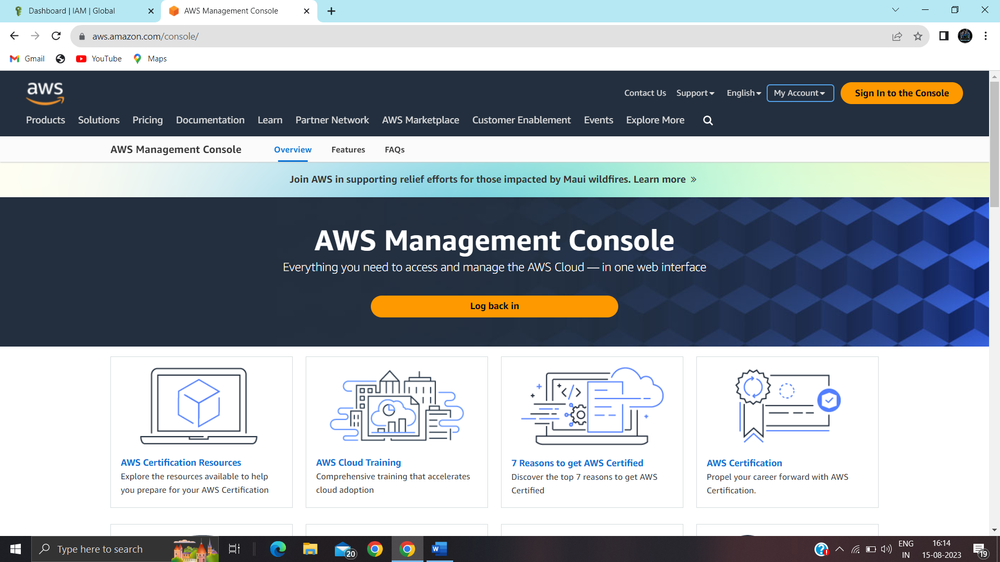 Dashboard | IAM | Global
AWS Management Console
aws.amazon.com/console/
Gmail
YouTube
Maps
aws
Contact Us
Support
English
My Account
Sign In to the Console
Products
Solutions
Pricing
Documentation
Learn
Partner Network
AWS Marketplace
Customer Enablement
Events
Explore More
AWS Management Console
Overview
Features
FAQs
Join AWS in supporting relief efforts for those impacted by Maui wildfires. Learn more »
AWS Management Console
Everything you need to access and manage the AWS Cloud — in one web interface
Log back in
AWS Certification Resources
Explore the resources available to help
you prepare for your AWS Certification
AWS Cloud Training
Comprehensive training that accelerates
cloud adoption
7 Reasons to get AWS Certified
Discover the top 7 reasons to get AWS
Certified
AWS Certification
Propel your career forward with AWS
Certification.
Type here to search
20
W
ENG
IN
16:14
15-08-2023
19